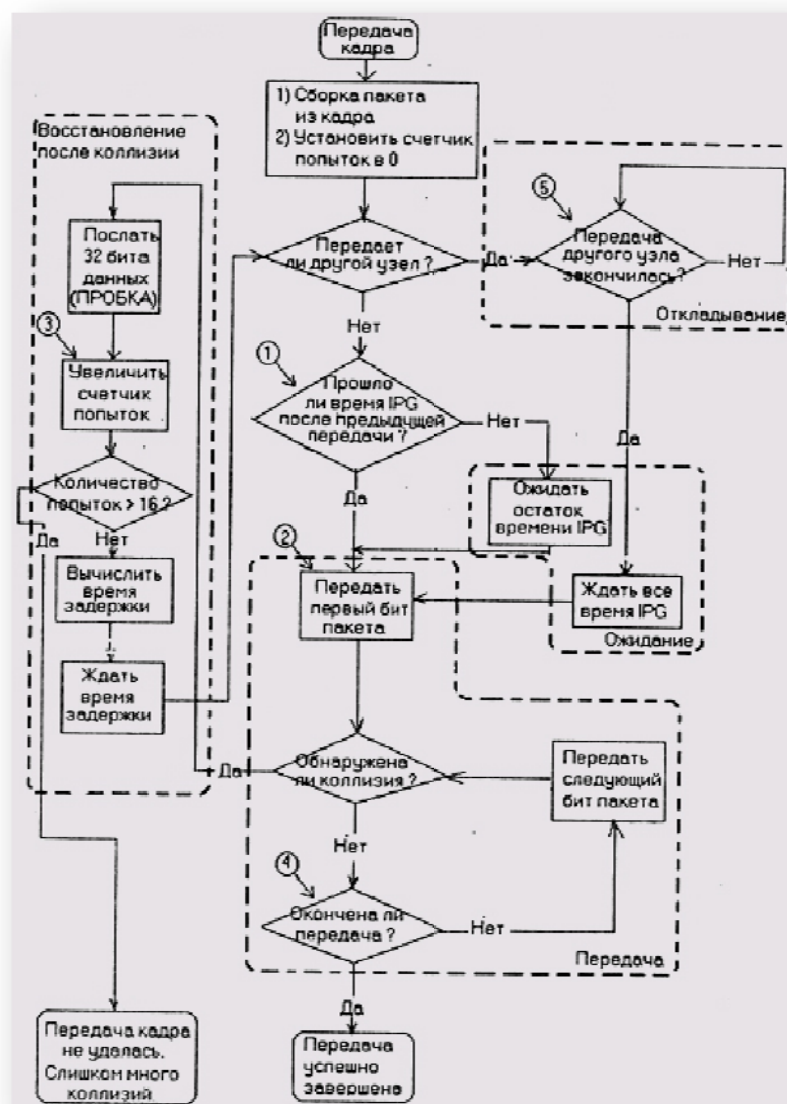 Передача
кадра
1) Сборка пакета
из кадра
2) Установить счетчик
попыток в 0
Восстановление
после коллизии
5
Послать
32 бита
данных
(ПРОБКА)
Передает
ли другой узел ?
Да
Передача
другого узла
закончилась?
Нет
Откладывание
Нет
3
Увеличить
счетчик
попыток
1
Прошло
ли время IPG
после предыдущей
передачи ?
Нет
Да
Количество
попыток > 16 ?
Да
Ожидать
остаток
времени IPG
Да
Нет
2
Вычислить
время
задержки
Передать
первый бит
пакета
Ждать все
время IPG
Ожидание
Ждать
время
задержки
Да
Обнаружена
ли коллизия ?
Передать
следующий
бит пакета
Нет
4
Окончена ли
передача ?
Нет
Передача
Да
Передача кадра
не удалась.
Слишком много
коллизий
Передача
успешно
завершена